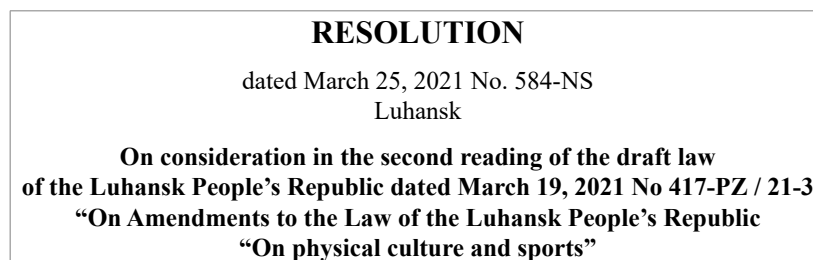 RESOLUTION
dated March 25, 2021 No. 584-NS
Luhansk
On consideration in the second reading of the draft law
of the Luhansk People’s Republic dated March 19, 2021 No 417-PZ / 21-3
“On Amendments to the Law of the Luhansk People’s Republic
“On physical culture and sports”